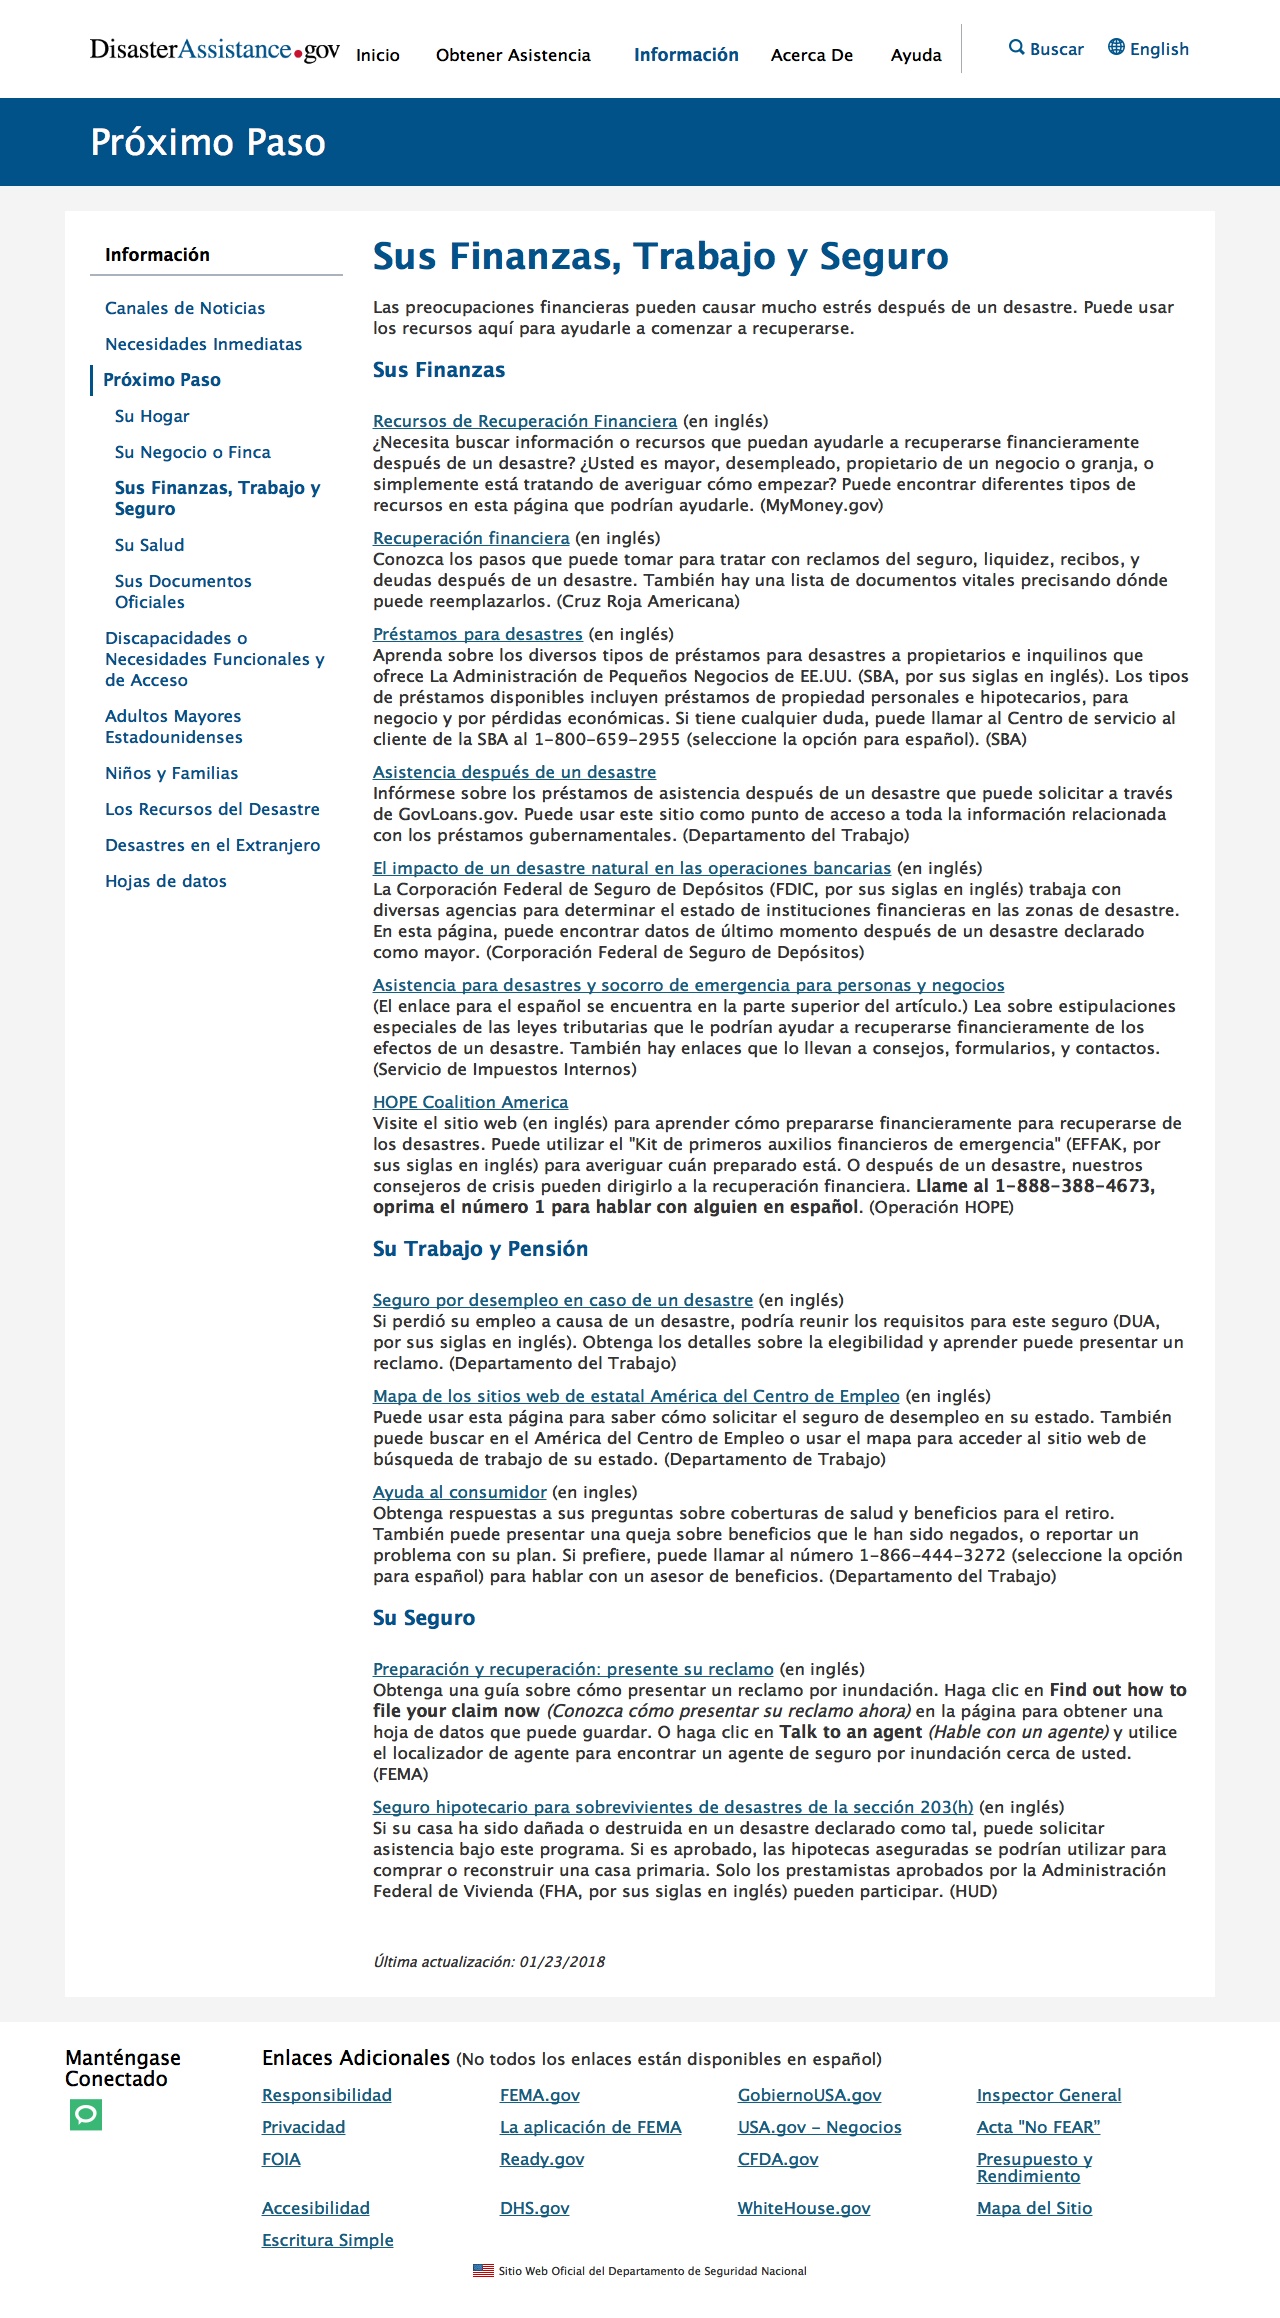 DisasterAssistance.gov
Inicio
Obtener Asistencia
Información
Acerca De
Ayuda
Buscar
English
Próximo Paso
Información
Canales de Noticias
Necesidades Inmediatas
Próximo Paso
Su Hogar
Su Negocio o Finca
Sus Finanzas, Trabajo y
Seguro
Su Salud
Sus Documentos
Oficiales
Discapacidades o
Necesidades Funcionales y
de Acceso
Adultos Mayores
Estadounidenses
Niños y Familias
Los Recursos del Desastre
Desastres en el Extranjero
Hojas de datos
Sus Finanzas, Trabajo y Seguro
Las preocupaciones financieras pueden causar mucho estrés después de un desastre. Puede usar
los recursos aquí para ayudarle a comenzar a recuperarse.
Sus Finanzas
Recursos de Recuperación Financiera (en inglés)
¿Necesita buscar información o recursos que puedan ayudarle a recuperarse financieramente
después de un desastre? ¿Usted es mayor, desempleado, propietario de un negocio o granja, o
simplemente está tratando de averiguar cómo empezar? Puede encontrar diferentes tipos de
recursos en esta página que podrían ayudarle. (MyMoney.gov)
Recuperación financiera (en inglés)
Conozca los pasos que puede tomar para tratar con reclamos del seguro, liquidez, recibos, y
deudas después de un desastre. También hay una lista de documentos vitales precisando dónde
puede reemplazarlos. (Cruz Roja Americana)
Préstamos para desastres (en inglés)
Aprenda sobre los diversos tipos de préstamos para desastres a propietarios e inquilinos que
ofrece La Administración de Pequeños Negocios de EE.UU. (SBA, por sus siglas en inglés). Los tipos
de préstamos disponibles incluyen préstamos de propiedad personales e hipotecarios, para
negocio y por pérdidas económicas. Si tiene cualquier duda, puede llamar al Centro de servicio al
cliente de la SBA al 1-800-659-2955 (seleccione la opción para español). (SBA)
Asistencia después de un desastre
Infórmese sobre los préstamos de asistencia después de un desastre que puede solicitar a través
de GovLoans.gov. Puede usar este sitio como punto de acceso a toda la información relacionada
con los préstamos gubernamentales. (Departamento del Trabajo)
El impacto de un desastre natural en las operaciones bancarias (en inglés)
La Corporación Federal de Seguro de Depósitos (FDIC, por sus siglas en inglés) trabaja con
diversas agencias para determinar el estado de instituciones financieras en las zonas de desastre.
En esta página, puede encontrar datos de último momento después de un desastre declarado
como mayor. (Corporación Federal de Seguro de Depósitos)
Asistencia para desastres y socorro de emergencia para personas y negocios
(El enlace para el español se encuentra en la parte superior del artículo.) Lea sobre estipulaciones
especiales de las leyes tributarias que le podrían ayudar a recuperarse financieramente de los
efectos de un desastre. También hay enlaces que lo llevan a consejos, formularios, y contactos.
(Servicio de Impuestos Internos)
HOPE Coalition America
Visite el sitio web (en inglés) para aprender cómo prepararse financieramente para recuperarse de
los desastres. Puede utilizar el "Kit de primeros auxilios financieros de emergencia" (EFFAK, por
sus siglas en inglés) para averiguar cuán preparado está. O después de un desastre, nuestros
consejeros de crisis pueden dirigirlo a la recuperación financiera. Llame al 1-888-388-4673,
oprima el número 1 para hablar con alguien en español. (Operación HOPE)
Su Trabajo y Pensión
Seguro por desempleo en caso de un desastre (en inglés)
Si perdió su empleo a causa de un desastre, podría reunir los requisitos para este seguro (DUA,
por sus siglas en inglés). Obtenga los detalles sobre la elegibilidad y aprender puede presentar un
reclamo. (Departamento del Trabajo)
Mapa de los sitios web de estatal América del Centro de Empleo (en inglés)
Puede usar esta página para saber cómo solicitar el seguro de desempleo en su estado. También
puede buscar en el América del Centro de Empleo o usar el mapa para acceder al sitio web de
búsqueda de trabajo de su estado. (Departamento de Trabajo)
Ayuda al consumidor (en ingles)
Obtenga respuestas a sus preguntas sobre coberturas de salud y beneficios para el retiro.
También puede presentar una queja sobre beneficios que le han sido negados, o reportar un
problema con su plan. Si prefiere, puede llamar al número 1-866-444-3272 (seleccione la opción
para español) para hablar con un asesor de beneficios. (Departamento del Trabajo)
Su Seguro
Preparación y recuperación: presente su reclamo (en inglés)
Obtenga una guía sobre cómo presentar un reclamo por inundación. Haga clic en Find out how to
file your claim now (Conozca cómo presentar su reclamo ahora) en la página para obtener una
hoja de datos que puede guardar. O haga clic en Talk to an agent (Hable con un agente) y utilice
el localizador de agente para encontrar un agente de seguro por inundación cerca de usted.
(FEMA)
Seguro hipotecario para sobrevivientes de desastres de la sección 203(h) (en inglés)
Si su casa ha sido dañada o destruida en un desastre declarado como tal, puede solicitar
asistencia bajo este programa. Si es aprobado, las hipotecas aseguradas se podrían utilizar para
comprar o reconstruir una casa primaria. Solo los prestamistas aprobados por la Administración
Federal de Vivienda (FHA, por sus siglas en inglés) pueden participar. (HUD)
Última actualización: 01/23/2018
Manténgase
Conectado
Enlaces Adicionales (No todos los enlaces están disponibles en español)
Responsibilidad
FEMA.gov
GobiernoUSA.gov
Inspector General
Privacidad
La aplicación de FEMA
USA.gov - Negocios
Acta "No FEAR”
FOIA
Ready.gov
CFDA.gov
Presupuesto y
Rendimiento
Accesibilidad
DHS.gov
WhiteHouse.gov
Mapa del Sitio
Escritura Simple
Sitio Web Oficial del Departamento de Seguridad Nacional